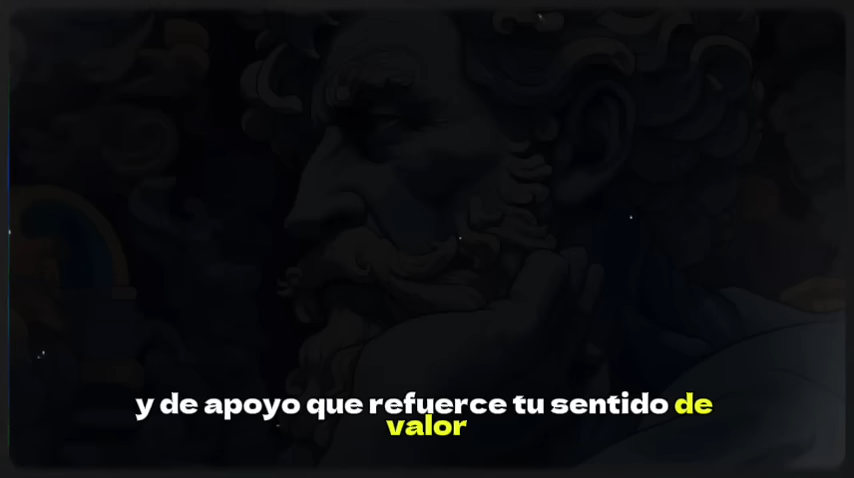 y de apoyo que refuerce tu sentido de
valor